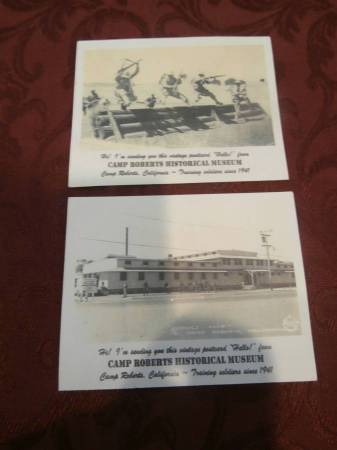 Hi! I'm sending you this vintage postcard "Hello!" from
CAMP ROBERTS HISTORICAL MUSEUM
Camp Roberts, California ~ Training soldiers since 1941
Hi! I'm sending you this vintage postcard "Hello!" from
CAMP ROBERTS HISTORICAL MUSEUM
Camp Roberts, California ~ Training soldiers since 1941